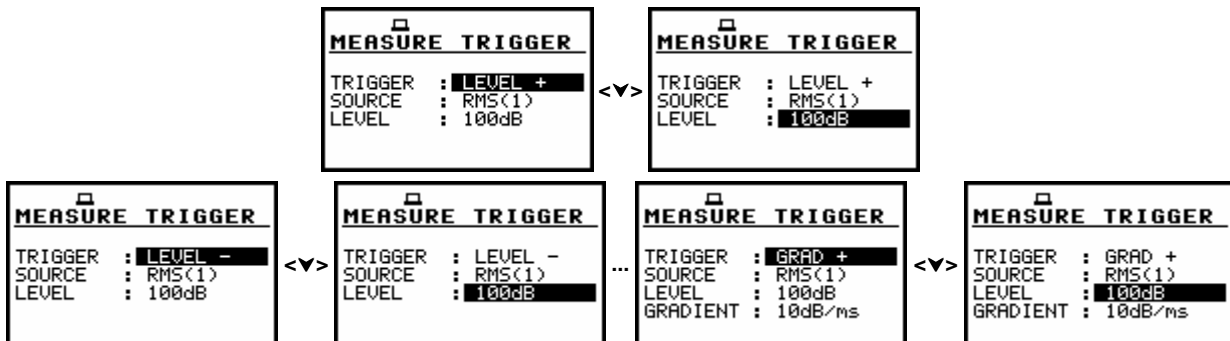 MEASURE TRIGGER
TRIGGER : LEVEL +
SOURCE : RMS(1)
LEVEL : 100dB
<▼>
MEASURE TRIGGER
TRIGGER : LEVEL +
SOURCE : RMS(1)
LEVEL : 100dB
MEASURE TRIGGER
TRIGGER : LEVEL -
SOURCE : RMS(1)
LEVEL : 100dB
<▼>
MEASURE TRIGGER
TRIGGER : LEVEL -
SOURCE : RMS(1)
LEVEL : 100dB
...
MEASURE TRIGGER
TRIGGER : GRAD +
SOURCE : RMS(1)
LEVEL : 100dB
GRADIENT : 10dB/ms
<▼>
MEASURE TRIGGER
TRIGGER : GRAD +
SOURCE : RMS(1)
LEVEL : 100dB
GRADIENT : 10dB/ms